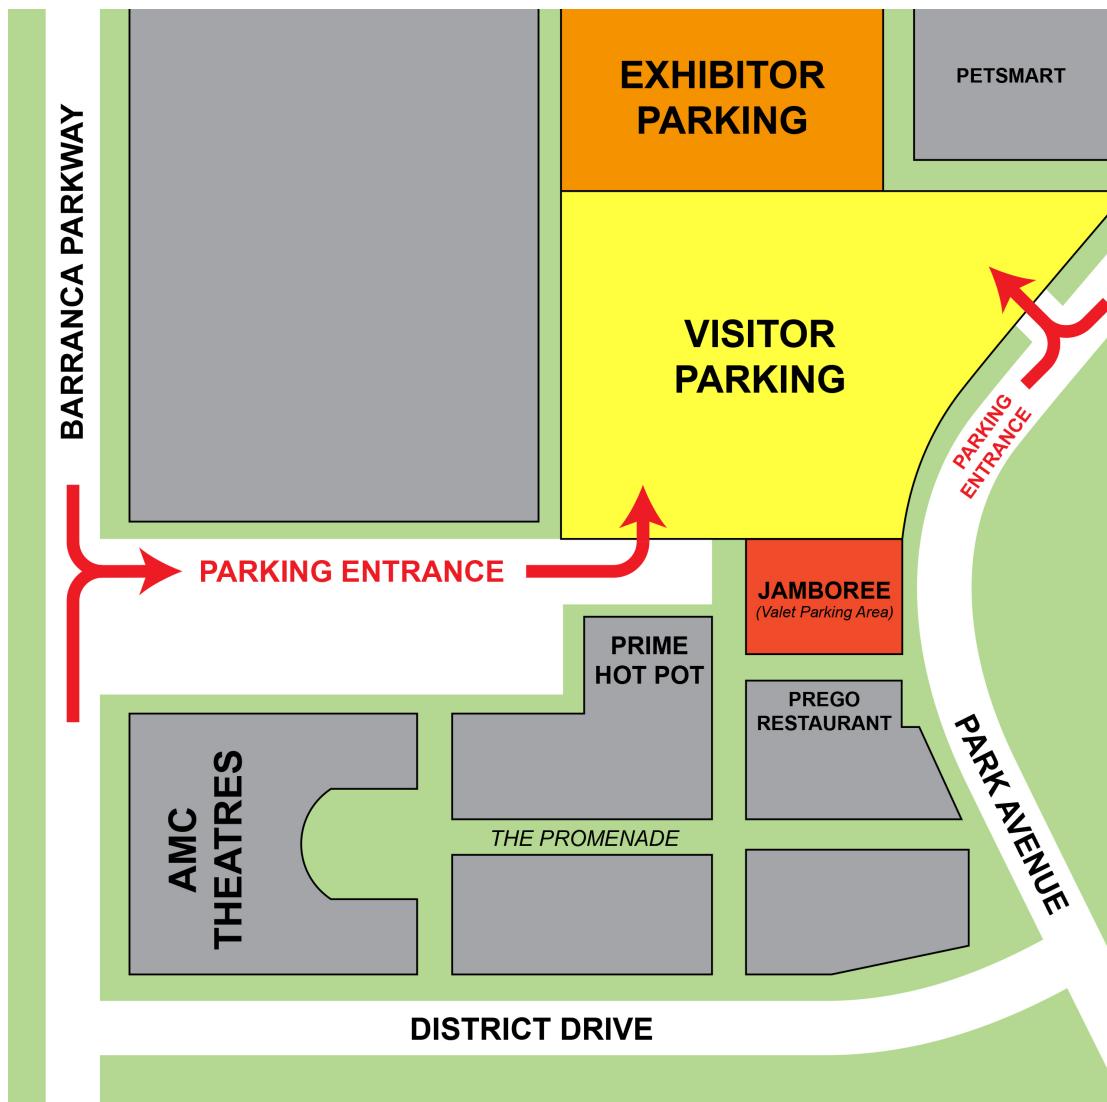 EXHIBITOR
PARKING
PETSMART
BARRANCA PARKWAY
VISITOR
PARKING
PARKING
ENTRANCE
PARKING ENTRANCE
JAMBOREE
(Valet Parking Area)
PRIME
HOT POT
PREGO
RESTAURANT
PARK AVENUE
AMC
THEATRES
THE PROMENADE
DISTRICT DRIVE